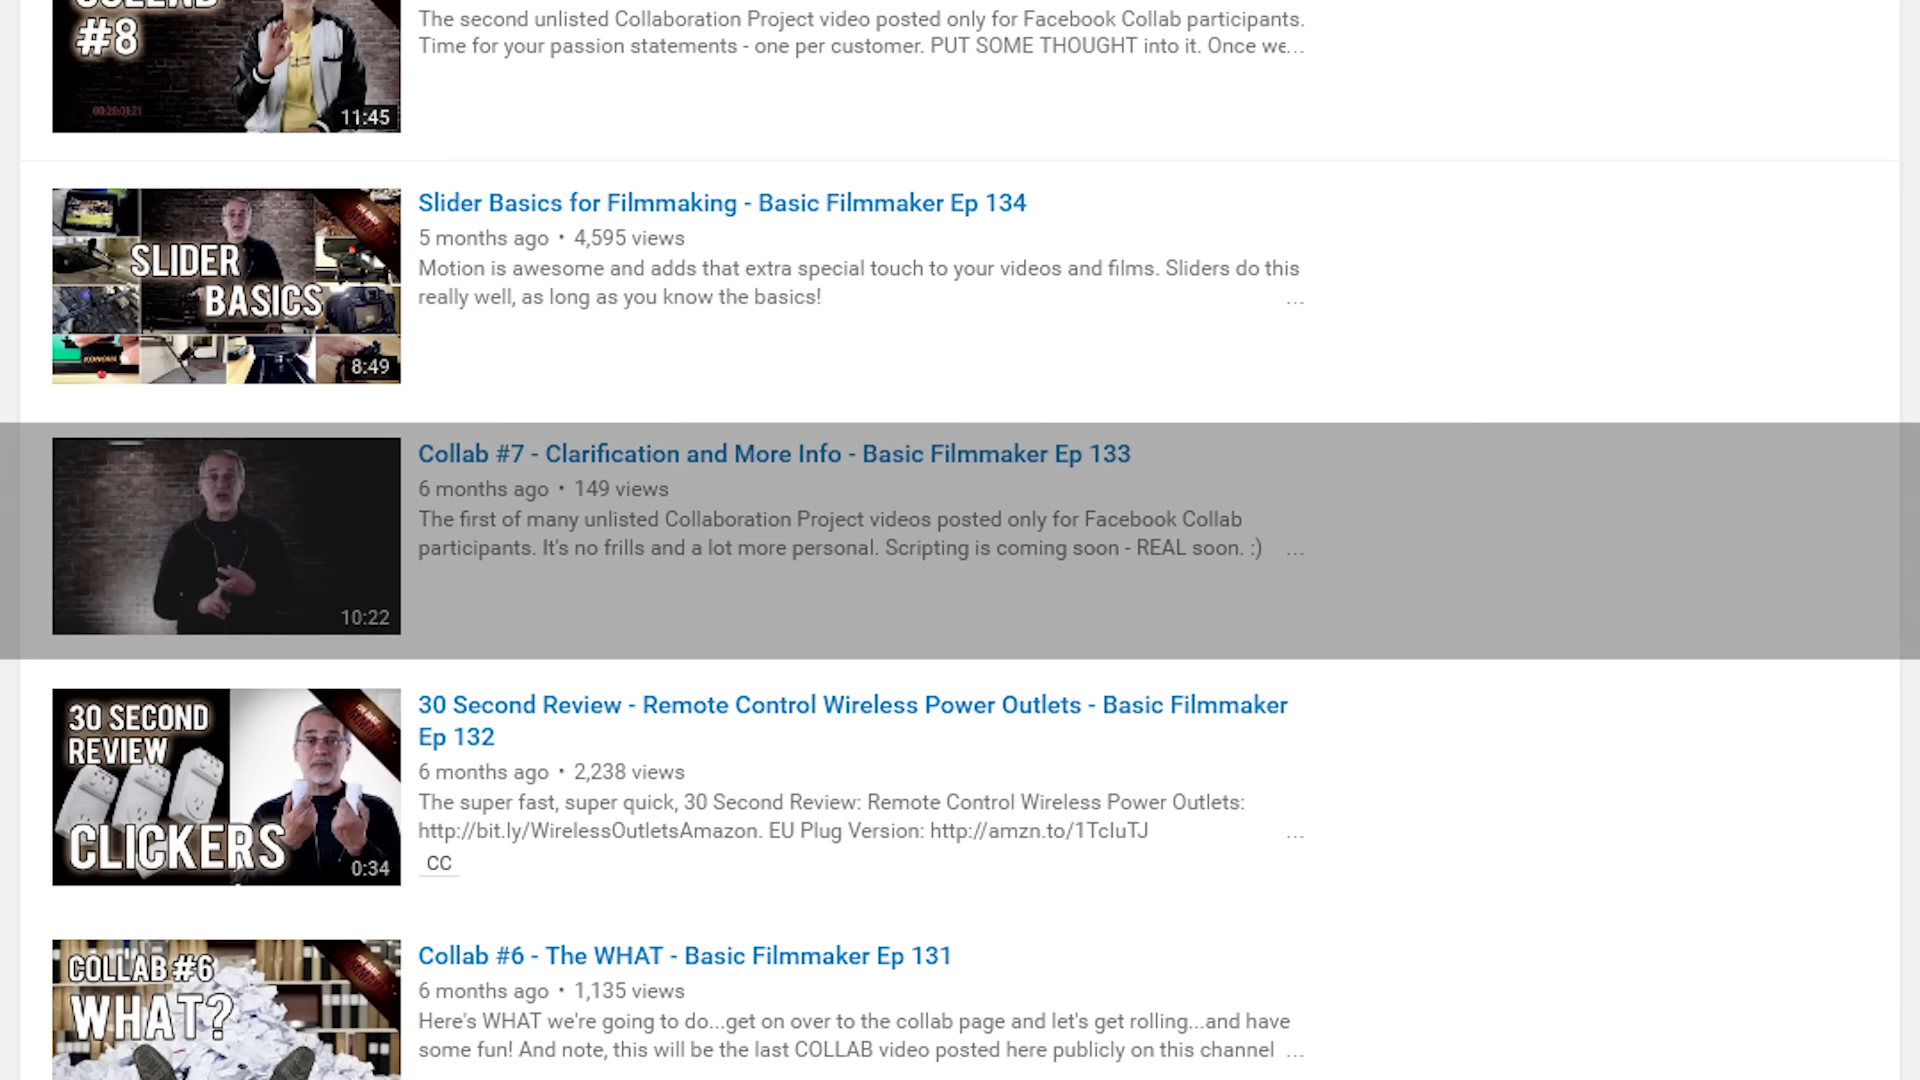 #8
00:20:01:21
11:45
The second unlisted Collaboration Project video posted only for Facebook Collab participants.
Time for your passion statements - one per customer. PUT SOME THOUGHT into it. Once we...
SLIDER
BASICS
8:49
Slider Basics for Filmmaking - Basic Filmmaker Ep 134
5 months ago • 4,595 views
Motion is awesome and adds that extra special touch to your videos and films. Sliders do this
really well, as long as you know the basics! ...
10:22
Collab #7 - Clarification and More Info - Basic Filmmaker Ep 133
6 months ago • 149 views
The first of many unlisted Collaboration Project videos posted only for Facebook Collab
participants. It's no frills and a lot more personal. Scripting is coming soon - REAL soon. :) ...
30 SECOND
REVIEW
CLICKERS
0:34
30 Second Review - Remote Control Wireless Power Outlets - Basic Filmmaker
Ep 132
6 months ago • 2,238 views
The super fast, super quick, 30 Second Review: Remote Control Wireless Power Outlets:
http://bit.ly/WirelessOutletsAmazon. EU Plug Version: http://amzn.to/1TcluTJ ...
CC
COLLAB #6
WHAT?
Collab #6 - The WHAT - Basic Filmmaker Ep 131
6 months ago • 1,135 views
Here's WHAT we're going to do...get on over to the collab page and let's get rolling...and have
some fun! And note, this will be the last COLLAB video posted here publicly on this channel ...